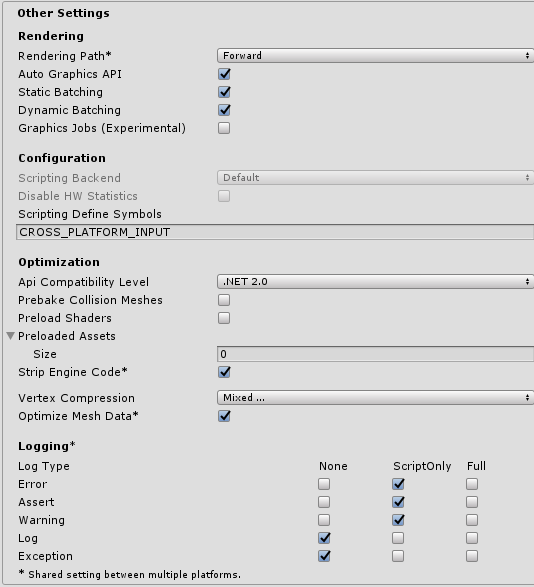 Other Settings
Rendering
Rendering Path* Forward
Auto Graphics API
Static Batching
Dynamic Batching
Graphics Jobs (Experimental)
Configuration
Scripting Backend Default
Disable HW Statistics
Scripting Define Symbols
CROSS_PLATFORM_INPUT
Optimization
Api Compatibility Level .NET 2.0
Prebake Collision Meshes
Preload Shaders
Preloaded Assets
Size 0
Strip Engine Code*
Vertex Compression Mixed ...
Optimize Mesh Data*
Logging*
Log Type None ScriptOnly Full
Error
Assert
Warning
Log
Exception
* Shared setting between multiple platforms.